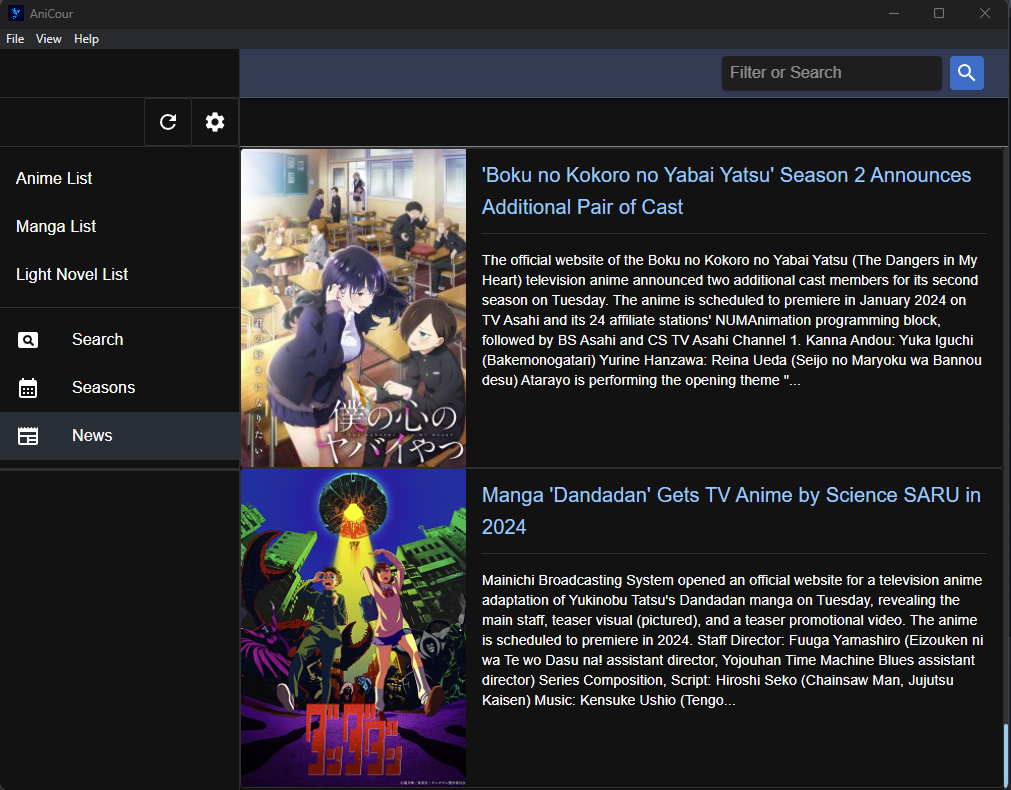 AniCour
File View Help
Filter or Search
Anime List
Manga List
Light Novel List
Search
Seasons
News
'Boku no Kokoro no Yabai Yatsu' Season 2 Announces
Additional Pair of Cast
The official website of the Boku no Kokoro no Yabai Yatsu (The Dangers in My
Heart) television anime announced two additional cast members for its second
season on Tuesday. The anime is scheduled to premiere in January 2024 on
TV Asahi and its 24 affiliate stations' NUMAnimation programming block,
followed by BS Asahi and CS TV Asahi Channel 1. Kanna Andou: Yuka Iguchi
(Bakemonogatari) Yurine Hanzawa: Reina Ueda (Seijo no Maryoku wa Bannou
desu) Atarayo is performing the opening theme "...
君の好きになりたい
僕の心の
ヤバイやつ
Manga 'Dandadan' Gets TV Anime by Science SARU in
2024
Mainichi Broadcasting System opened an official website for a television anime
adaptation of Yukinobu Tatsu's Dandadan manga on Tuesday, revealing the
main staff, teaser visual (pictured), and a teaser promotional video. The anime
is scheduled to premiere in 2024. Staff Director: Fuuga Yamashiro (Eizouken ni
wa Te wo Dasu na! assistant director, Yojouhan Time Machine Blues assistant
director) Series Composition, Script: Hiroshi Seko (Chainsaw Man, Jujutsu
Kaisen) Music: Kensuke Ushio (Tengo...
ダンダダン